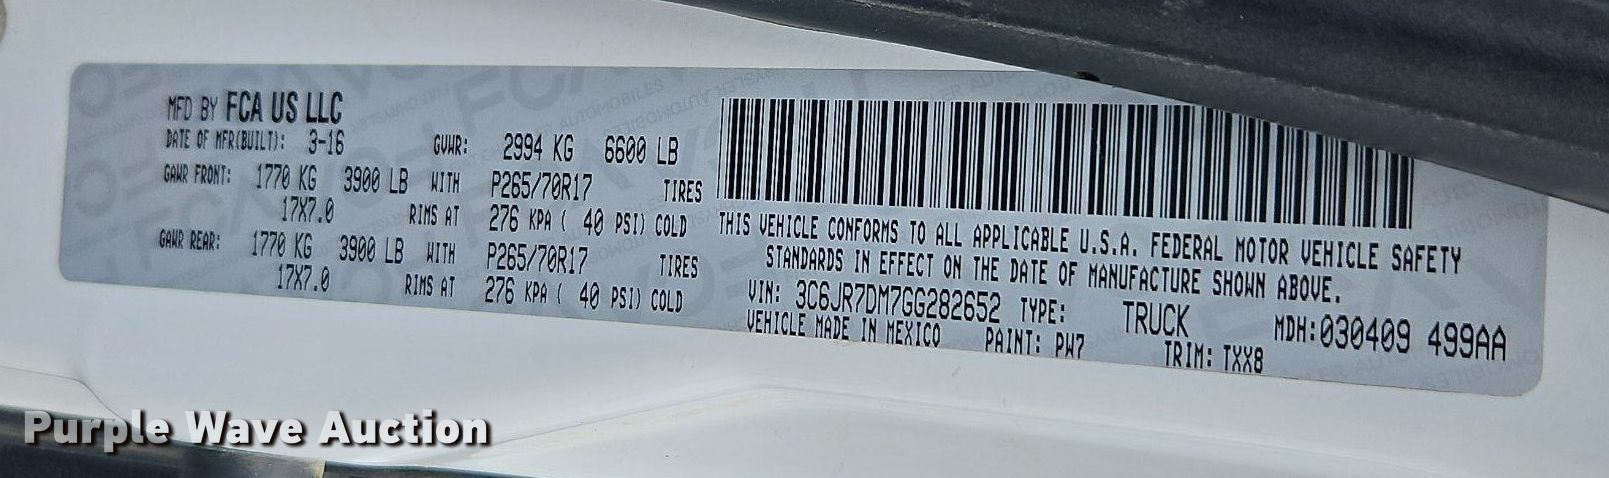 MFD BY FCA US LLC
DATE OF MFR(BUILT): 3-16 GVWR: 2994 KG 6600 LB
GAWR FRONT: 1770 KG 3900 LB WITH P265/70R17 TIRES
17X7.0 RIMS AT 276 KPA ( 40 PSI) COLD
GAWR REAR: 1770 KG 3900 LB WITH P265/70R17 TIRES
17X7.0 RIMS AT 276 KPA ( 40 PSI) COLD
THIS VEHICLE CONFORMS TO ALL APPLICABLE U.S.A. FEDERAL MOTOR VEHICLE SAFETY
STANDARDS IN EFFECT ON THE DATE OF MANUFACTURE SHOWN ABOVE.
VIN: 3C6JR7DM7GG282652 TYPE: TRUCK MDH:030409 499AA
VEHICLE MADE IN MEXICO PAINT: PW7 TRIM: TXX8
Purple Wave Auction